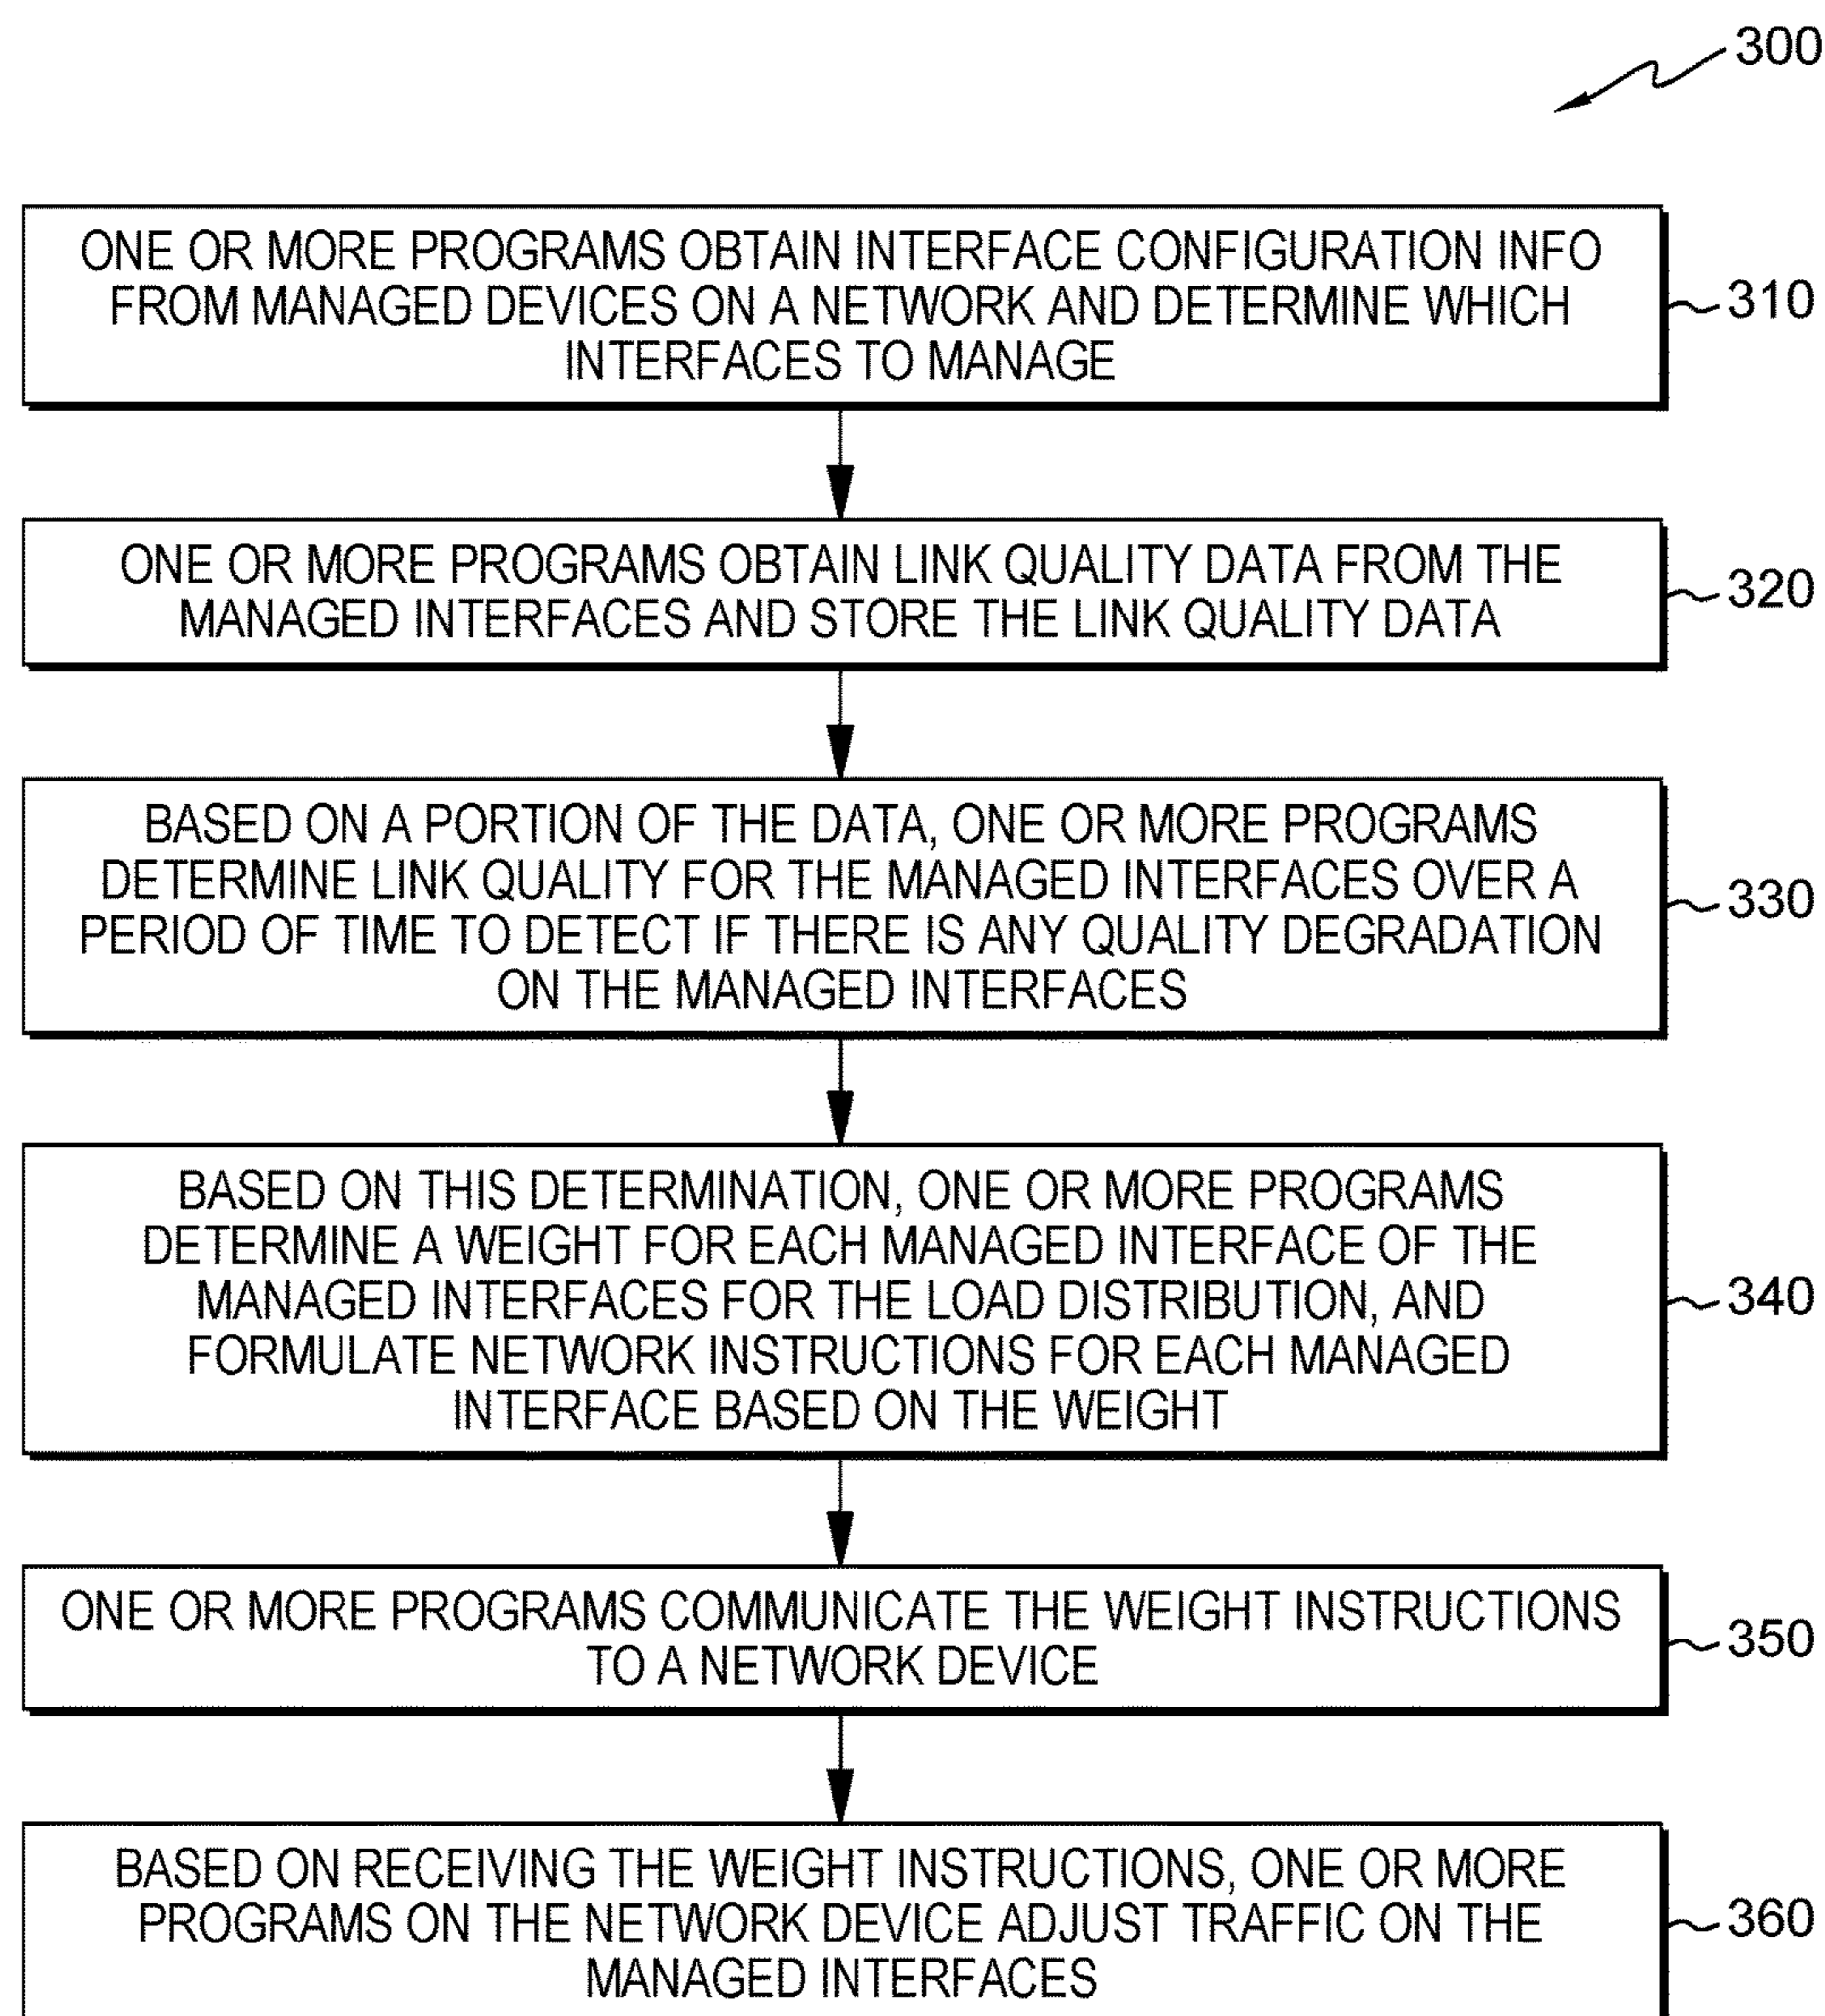 300
ONE OR MORE PROGRAMS OBTAIN INTERFACE CONFIGURATION INFO
FROM MANAGED DEVICES ON A NETWORK AND DETERMINE WHICH
INTERFACES TO MANAGE
310
ONE OR MORE PROGRAMS OBTAIN LINK QUALITY DATA FROM THE
MANAGED INTERFACES AND STORE THE LINK QUALITY DATA
320
BASED ON A PORTION OF THE DATA, ONE OR MORE PROGRAMS
DETERMINE LINK QUALITY FOR THE MANAGED INTERFACES OVER A
PERIOD OF TIME TO DETECT IF THERE IS ANY QUALITY DEGRADATION
ON THE MANAGED INTERFACES
330
BASED ON THIS DETERMINATION, ONE OR MORE PROGRAMS
DETERMINE A WEIGHT FOR EACH MANAGED INTERFACE OF THE
MANAGED INTERFACES FOR THE LOAD DISTRIBUTION, AND
FORMULATE NETWORK INSTRUCTIONS FOR EACH MANAGED
INTERFACE BASED ON THE WEIGHT
340
ONE OR MORE PROGRAMS COMMUNICATE THE WEIGHT INSTRUCTIONS
TO A NETWORK DEVICE
350
BASED ON RECEIVING THE WEIGHT INSTRUCTIONS, ONE OR MORE
PROGRAMS ON THE NETWORK DEVICE ADJUST TRAFFIC ON THE
MANAGED INTERFACES
360